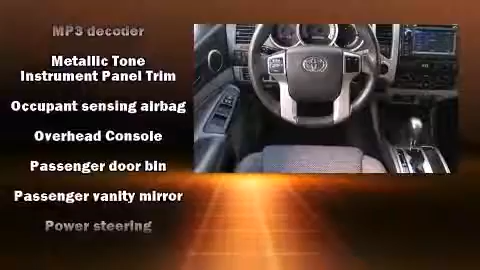 MP3 decoder
Metallic Tone
Instrument Panel Trim
Occupant sensing airbag
Overhead Console
Passenger door bin
Passenger vanity mirror
Power steering